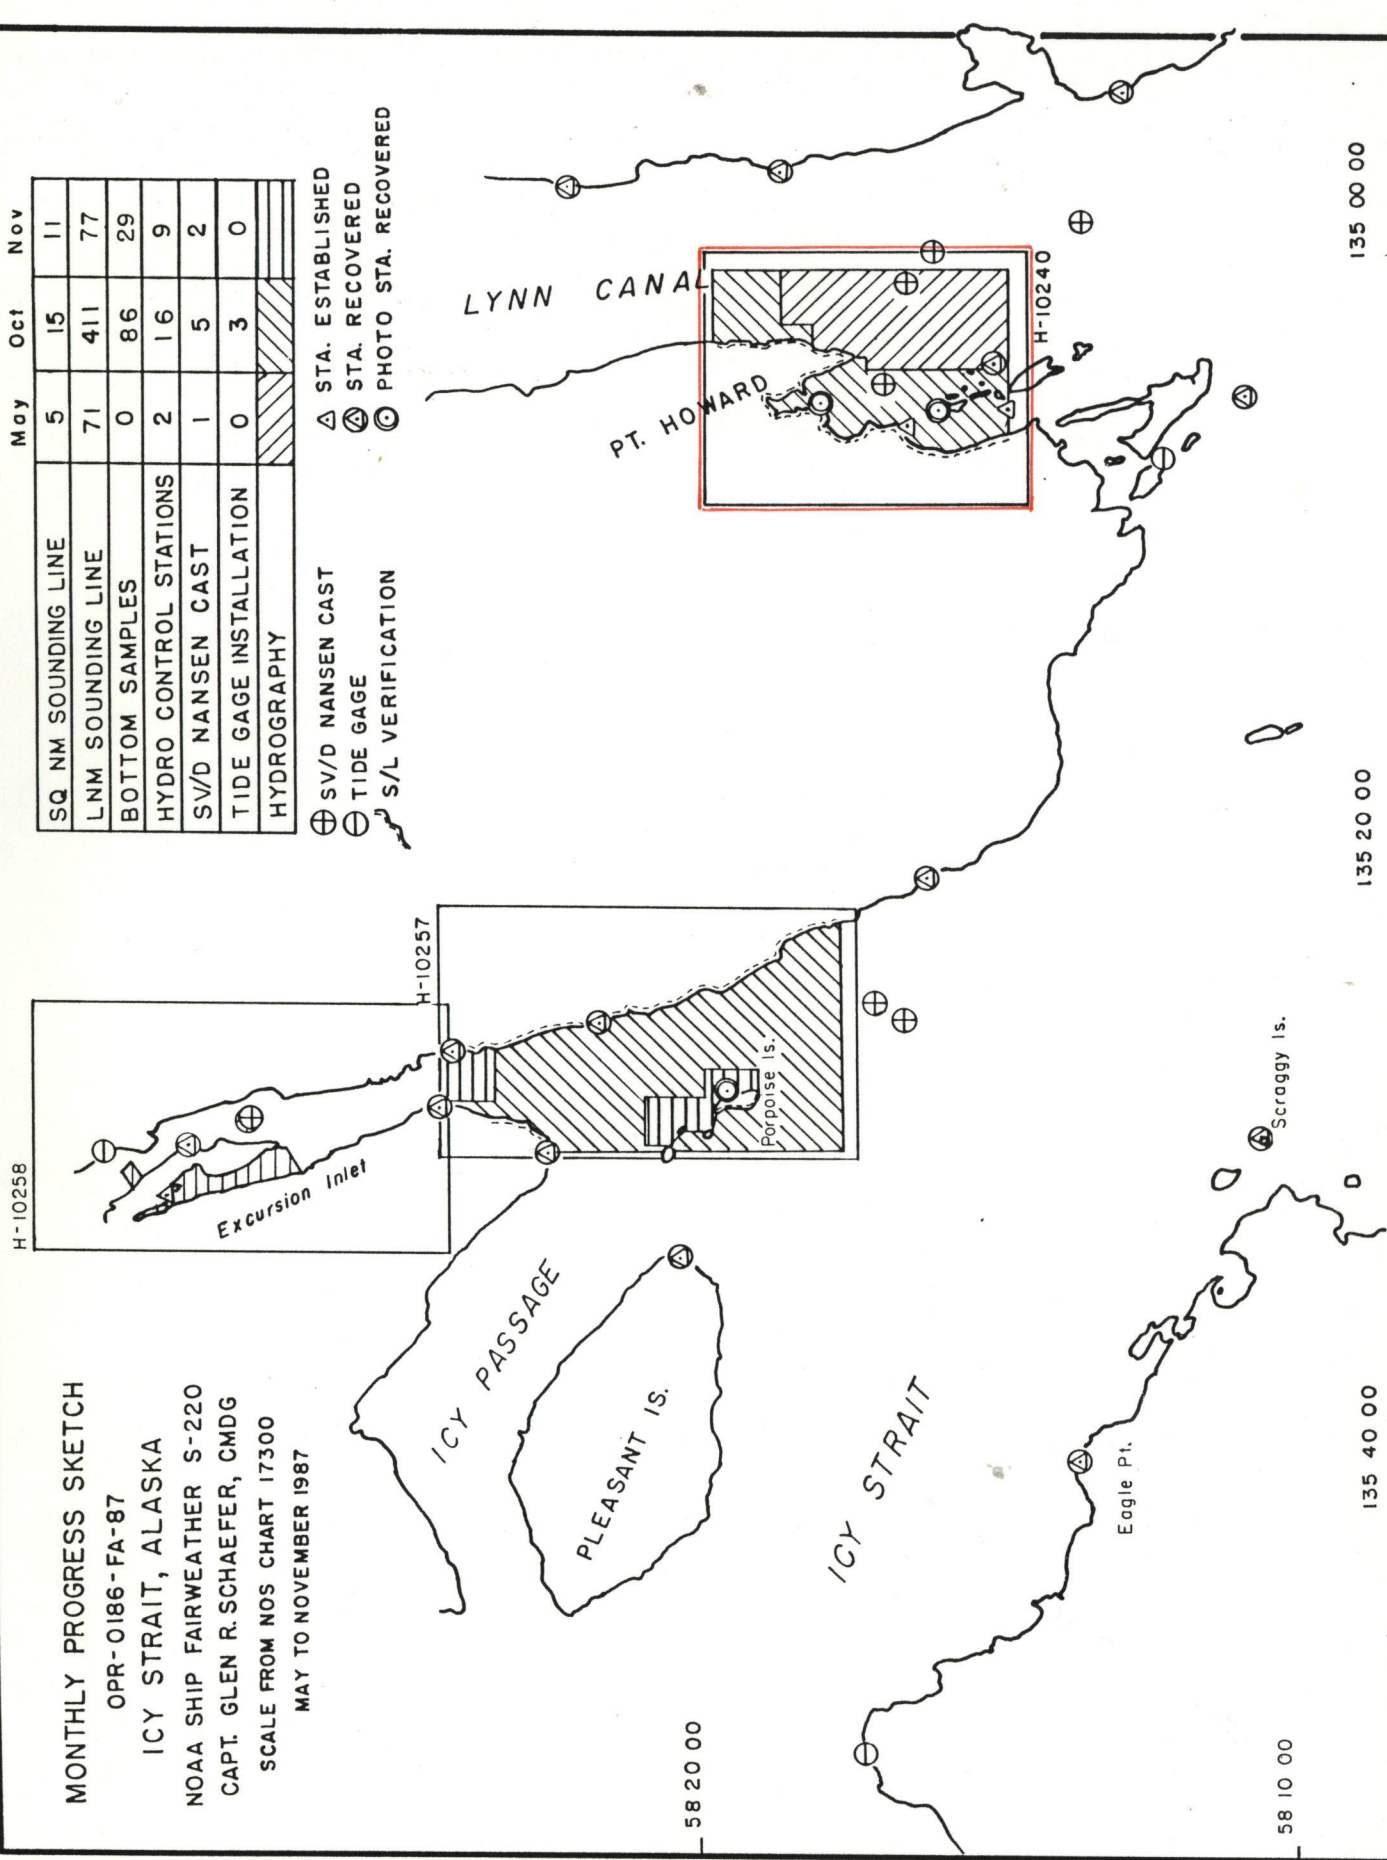 MONTHLY PROGRESS SKETCH
OPR-0186-FA-87
ICY STRAIT, ALASKA
NOAA SHIP FAIRWEATHER S-220
CAPT. GLEN R. SCHAEFER, CMDG
SCALE FROM NOS CHART 17300
MAY TO NOVEMBER 1987
May Oct Nov
SQ NM SOUNDING LINE 5 15 11
LNM SOUNDING LINE 71 411 77
BOTTOM SAMPLES 0 86 29
HYDRO CONTROL STATIONS 2 16 9
SV/D NANSEN CAST 1 5 2
TIDE GAGE INSTALLATION 0 3 0
HYDROGRAPHY
SV/D NANSEN CAST
TIDE GAGE
S/L VERIFICATION
STA. ESTABLISHED
STA. RECOVERED
PHOTO STA. RECOVERED
H-10258
Excursion Inlet
H-10257
LYNN CANAL
PT. HOWARD
H-10240
ICY PASSAGE
PLEASANT IS.
Porpoise Is.
ICY STRAIT
Eagle Pt.
Scraggy Is.
58 20 00
58 10 00
135 40 00
135 20 00
135 00 00